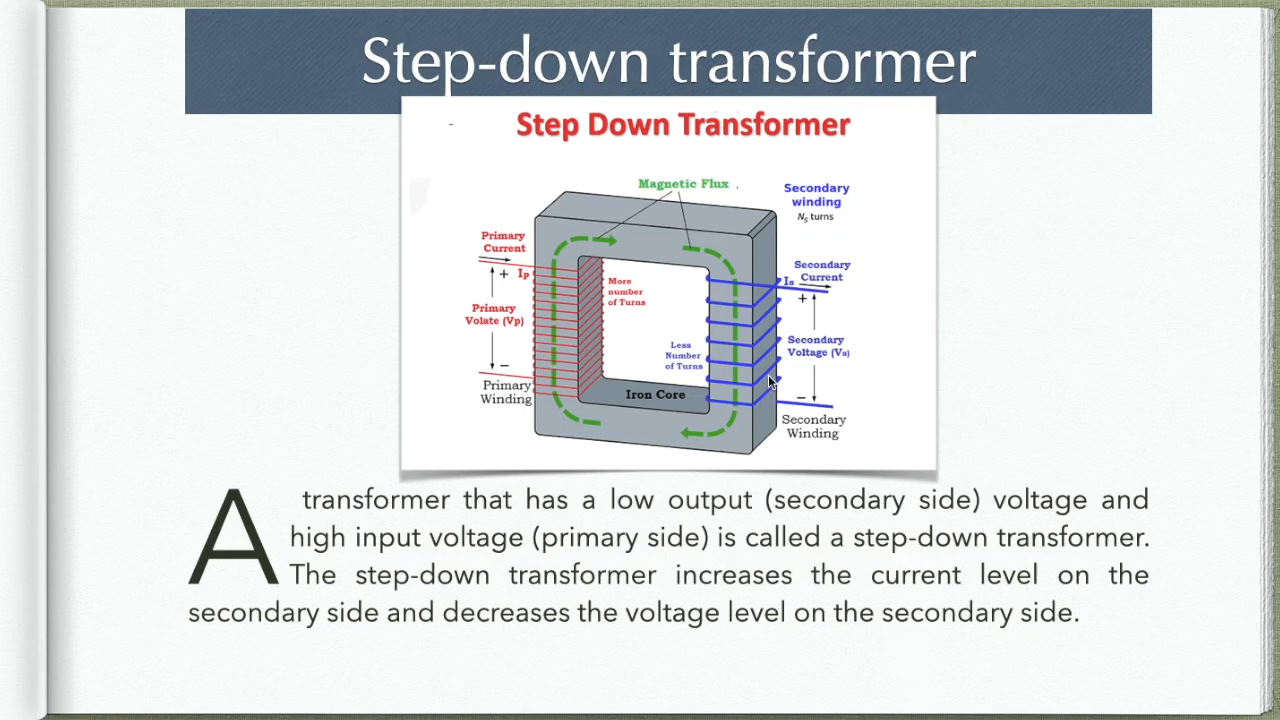 Step-down transformer
Step Down Transformer
Magnetic Flux
Secondary
winding
Ns turns
Primary
Current
Ip
+
More
number
of Turns
Primary
Volate (Vp)
−
Primary
Winding
Less
Number
of Turns
Iron Core
Secondary
Current
Is
+
Secondary
Voltage (Vs)
−
Secondary
Winding
A transformer that has a low output (secondary side) voltage and
high input voltage (primary side) is called a step-down transformer.
The step-down transformer increases the current level on the
secondary side and decreases the voltage level on the secondary side.